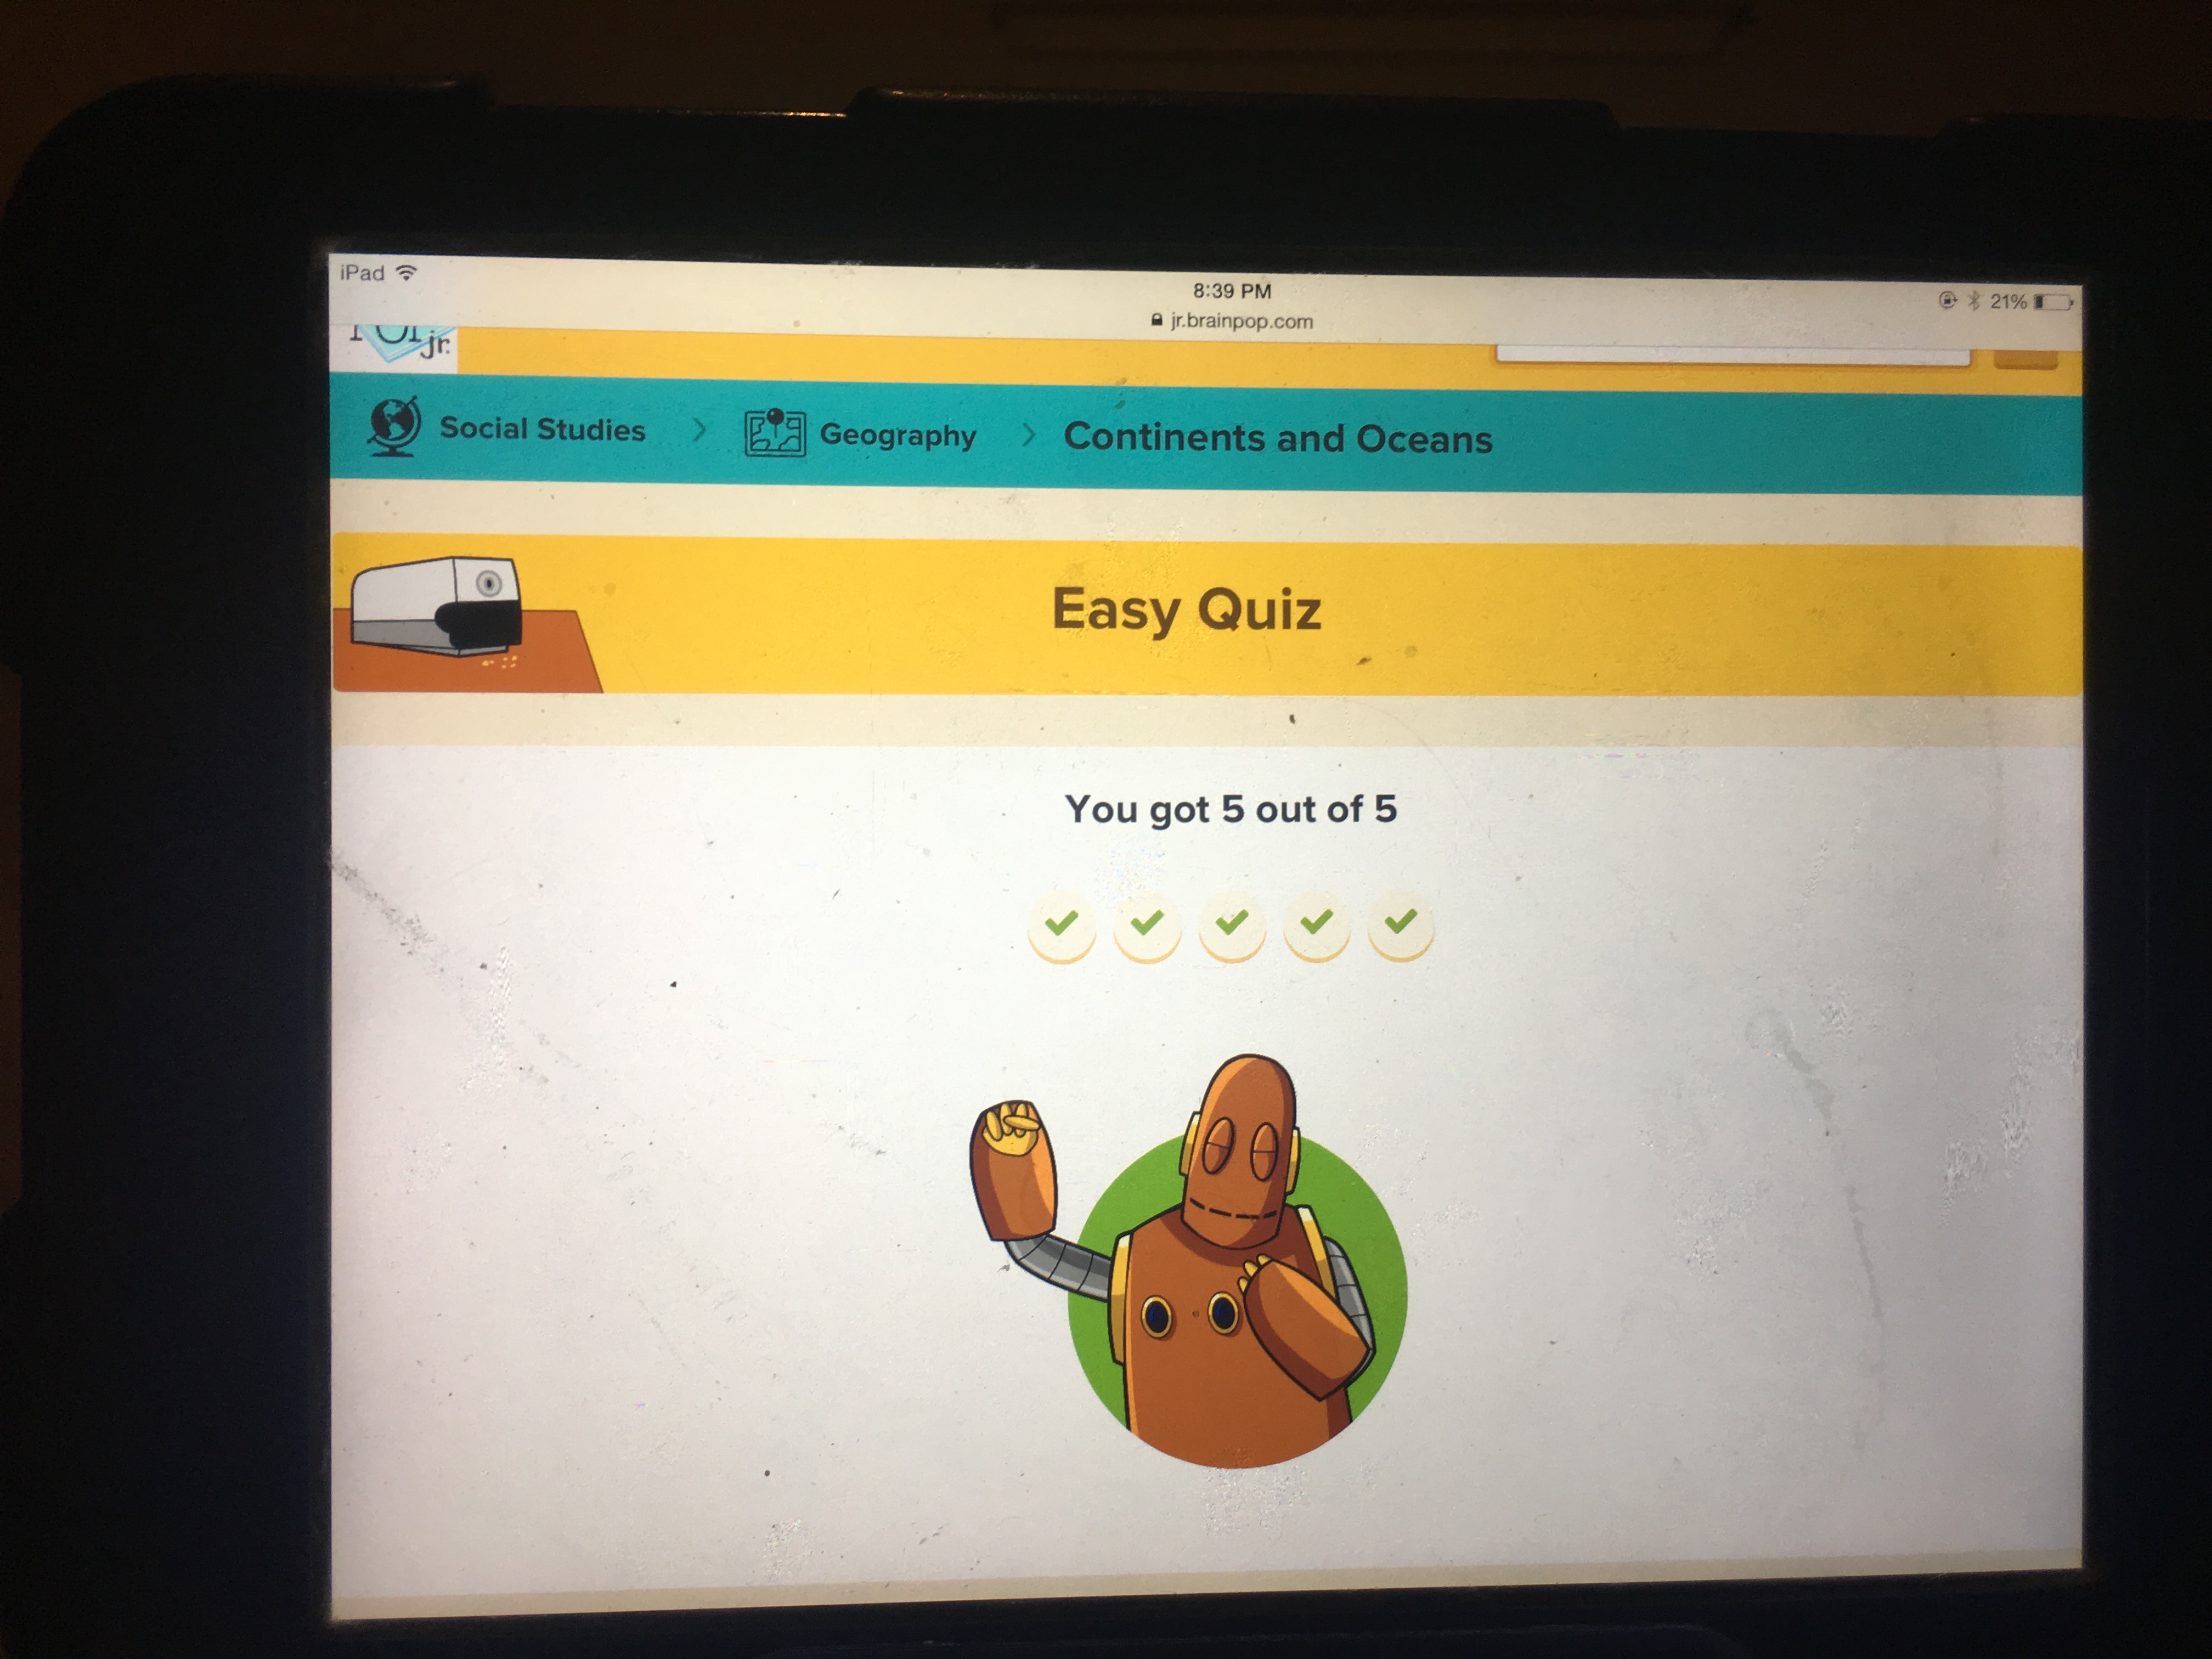 iPad
8:39 PM
21%
jr.brainpop.com
jr.
Social Studies
Geography
Continents and Oceans
Easy Quiz
You got 5 out of 5